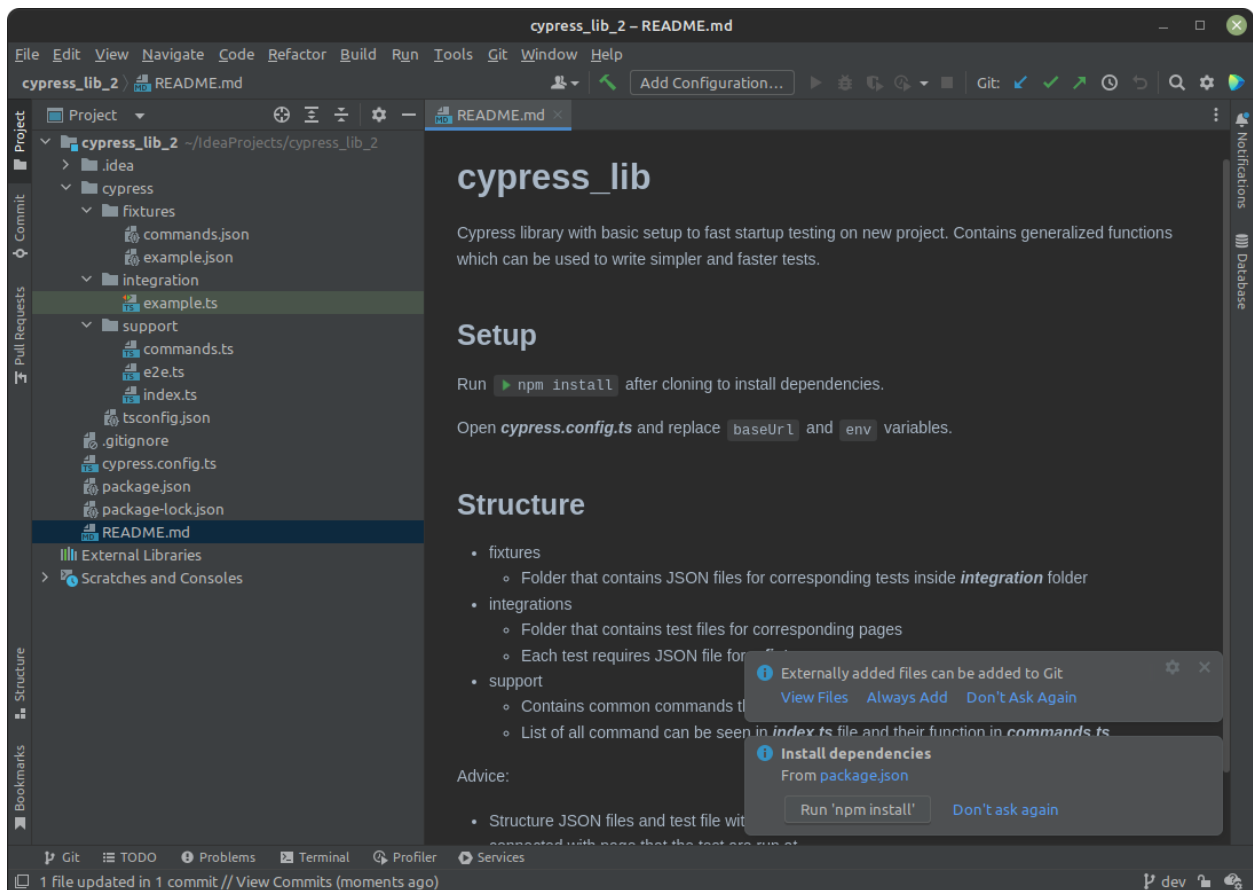 cypress_lib_2 – README.md
File Edit View Navigate Code Refactor Build Run Tools Git Window Help
cypress_lib_2 README.md Add Configuration... Git:
Project
Project
README.md
cypress_lib_2 ~/IdeaProjects/cypress_lib_2
.idea
cypress
fixtures
commands.json
example.json
integration
example.ts
support
commands.ts
e2e.ts
index.ts
tsconfig.json
.gitignore
cypress.config.ts
package.json
package-lock.json
README.md
External Libraries
Scratches and Consoles
Commit
Pull Requests
Structure
Bookmarks
cypress_lib
Cypress library with basic setup to fast startup testing on new project. Contains generalized functions
which can be used to write simpler and faster tests.
Setup
Run npm install after cloning to install dependencies.
Open cypress.config.ts and replace baseUrl and env variables.
Structure
• fixtures
◦ Folder that contains JSON files for corresponding tests inside integration folder
• integrations
◦ Folder that contains test files for corresponding pages
◦ Each test requires JSON file for
• support
◦ Contains common commands
◦ List of all command can be seen in index.ts file and their function in commands.ts
Advice:
• Structure JSON files and test file
connected with page that the test are run at
Externally added files can be added to Git
View Files Always Add Don't Ask Again
Install dependencies
From package.json
Run 'npm install' Don't ask again
Notifications
Database
Git TODO Problems Terminal Profiler Services
1 file updated in 1 commit // View Commits (moments ago) dev